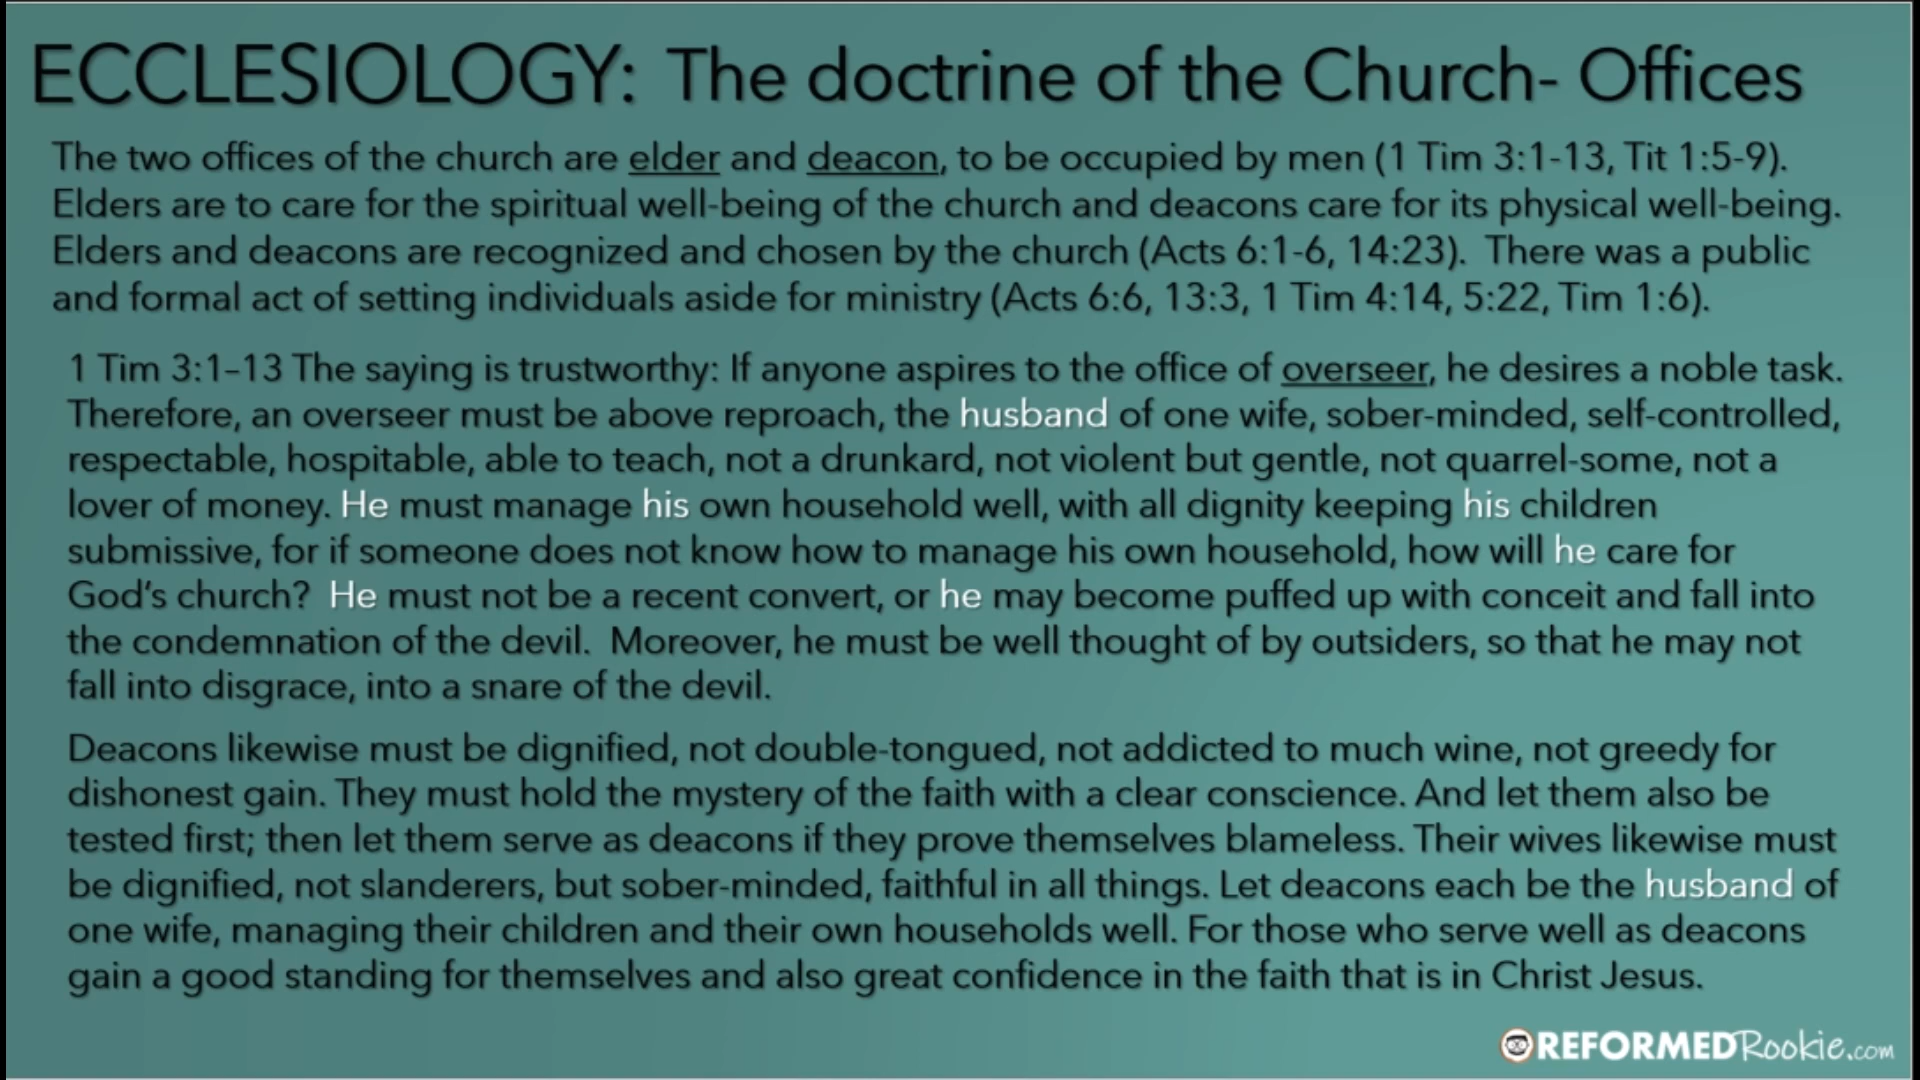 ECCLESIOLOGY: The doctrine of the Church- Offices
The two offices of the church are elder and deacon, to be occupied by men (1 Tim 3:1-13, Tit 1:5-9).
Elders are to care for the spiritual well-being of the church and deacons care for its physical well-being.
Elders and deacons are recognized and chosen by the church (Acts 6:1-6, 14:23).  There was a public
and formal act of setting individuals aside for ministry (Acts 6:6, 13:3, 1 Tim 4:14, 5:22, Tim 1:6).
1 Tim 3:1–13 The saying is trustworthy: If anyone aspires to the office of overseer, he desires a noble task.
Therefore, an overseer must be above reproach, the husband of one wife, sober-minded, self-controlled,
respectable, hospitable, able to teach, not a drunkard, not violent but gentle, not quarrel-some, not a
lover of money. He must manage his own household well, with all dignity keeping his children
submissive, for if someone does not know how to manage his own household, how will he care for
God's church?  He must not be a recent convert, or he may become puffed up with conceit and fall into
the condemnation of the devil.  Moreover, he must be well thought of by outsiders, so that he may not
fall into disgrace, into a snare of the devil.
Deacons likewise must be dignified, not double-tongued, not addicted to much wine, not greedy for
dishonest gain. They must hold the mystery of the faith with a clear conscience. And let them also be
tested first; then let them serve as deacons if they prove themselves blameless. Their wives likewise must
be dignified, not slanderers, but sober-minded, faithful in all things. Let deacons each be the husband of
one wife, managing their children and their own households well. For those who serve well as deacons
gain a good standing for themselves and also great confidence in the faith that is in Christ Jesus.
REFORMEDRookie.com